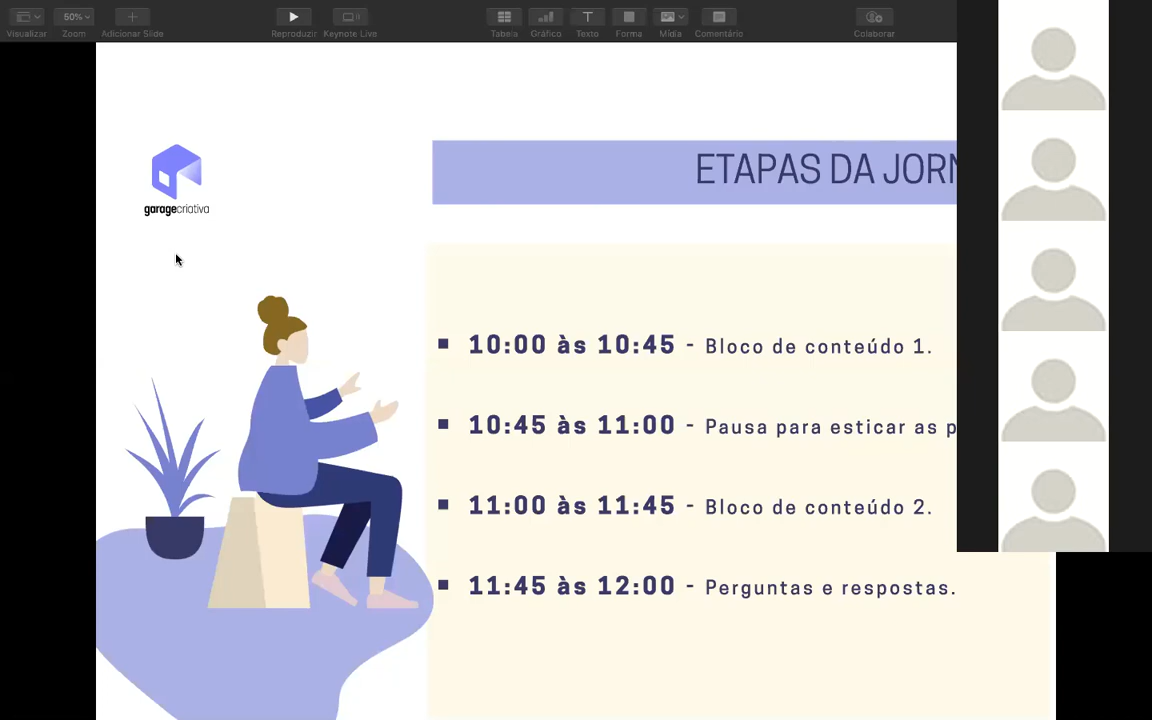 50%
Visualizar Zoom Adicionar Slide Reproduzir Keynote Live Tabela Gráfico Texto Forma Mídia Comentário Colaborar
ETAPAS DA
garagecriativa
10:00 às 10:45 - Bloco de conteúdo 1.
10:45 às 11:00 - Pausa para esticar as
11:00 às 11:45 - Bloco de conteúdo 2.
11:45 às 12:00 - Perguntas e respostas.